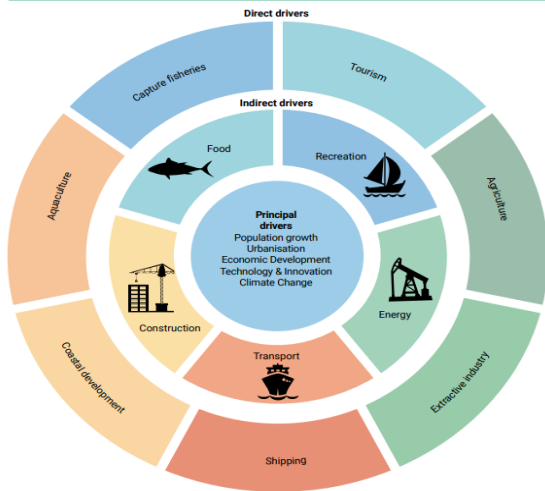 Direct drivers
Capture fisheries
Tourism
Indirect drivers
Food
Recreation
Aquaculture
Agriculture
Principal
drivers
Population growth
Urbanisation
Economic Development
Technology & Innovation
Climate Change
Construction
Energy
Transport
Coastal development
Extractive industry
Shipping